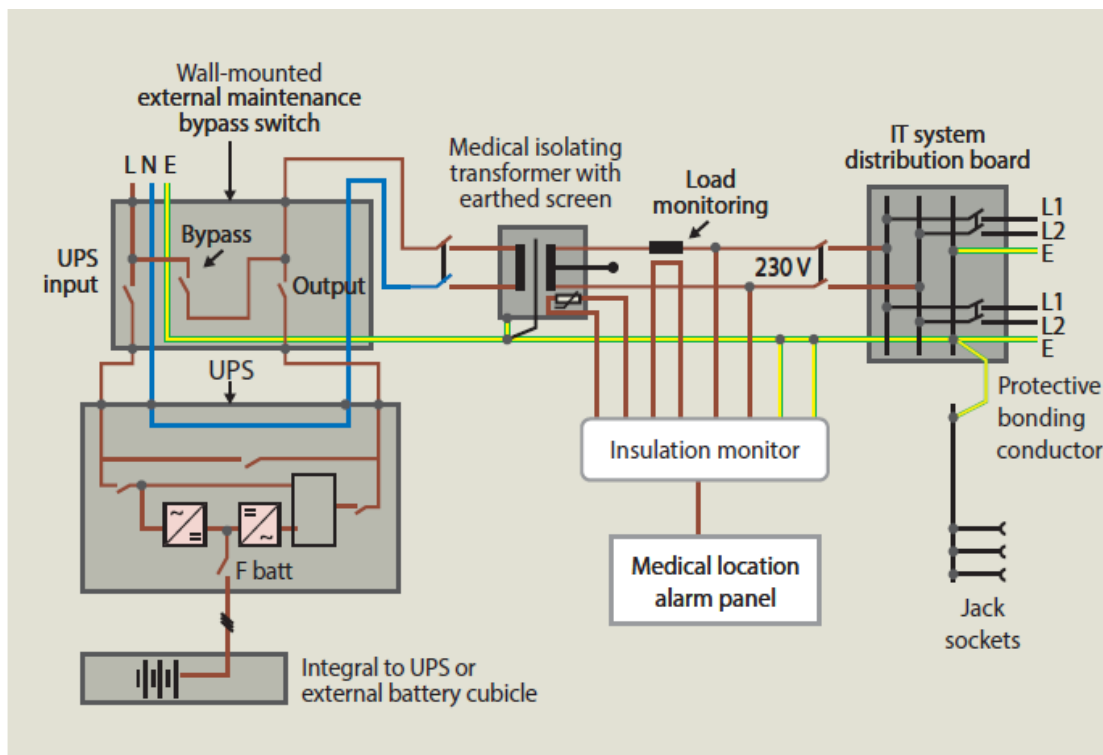 Wall-mounted
external maintenance
bypass switch
L N E
Bypass
UPS
input
Output
UPS
F batt
Integral to UPS or
external battery cubicle
Medical isolating
transformer with
earthed screen
Load
monitoring
230 V
Insulation monitor
Medical location
alarm panel
IT system
distribution board
L1
L2
E
L1
L2
E
Protective
bonding
conductor
Jack
sockets